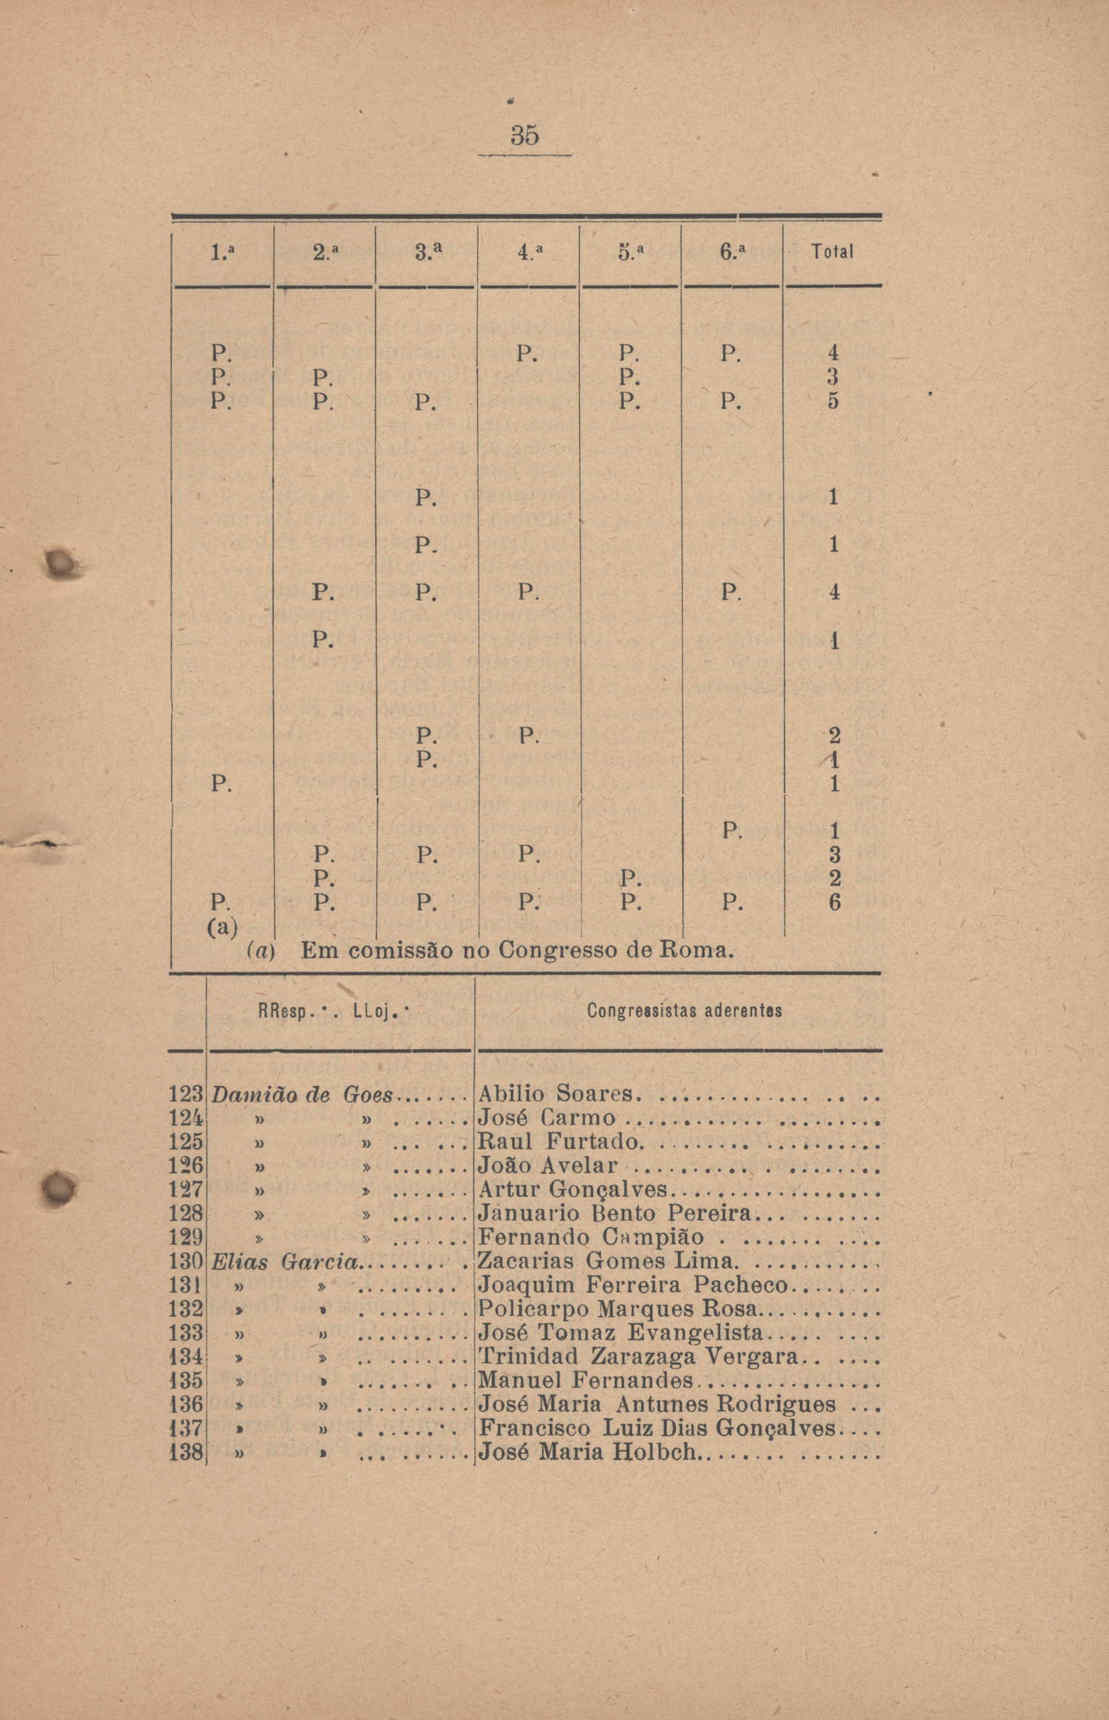 35
1.ª 2.ª 3.ª 4.ª 5.ª 6.ª Total
P. P. P. P. 4
P. P. P. 3
P. P. P. P. P. 5
P. 1
P. 1
P. P. P. P. 4
P. 1
P. P. 2
P. 1
P. 1
P. 1
P. P. P. 3
P. P. 2
P. P. P. P. P. P. 6
(a)
(a) Em comissão no Congresso de Roma.
RResp.·. LLoj.· Congressistas aderentes
123 Damião de Goes....... Abilio Soares. ..................
124 » » ....... José Carmo .....................
125 » » ....... Raul Furtado. ..................
126 » » ....... João Avelar ....................
127 » » ....... Artur Gonçalves..................
128 » » ....... Januario Bento Pereira... .......
129 » » ....... Fernando Campião . ............
130 Elias Garcia......... Zacarias Gomes Lima. ...........
131 » » ......... Joaquim Ferreira Pacheco........
132 » » ......... Policarpo Marques Rosa...........
133 » » .......... José Tomaz Evangelista..... ....
134 » » .. ....... Trinidad Zarazaga Vergara.. ....
135 » » ....... .. Manuel Fernandes................
136 » » .......... José Maria Antunes Rodrigues ...
137 » » ......... Francisco Luiz Dias Gonçalves....
138 » » ... ...... José Maria Holbch........ .......